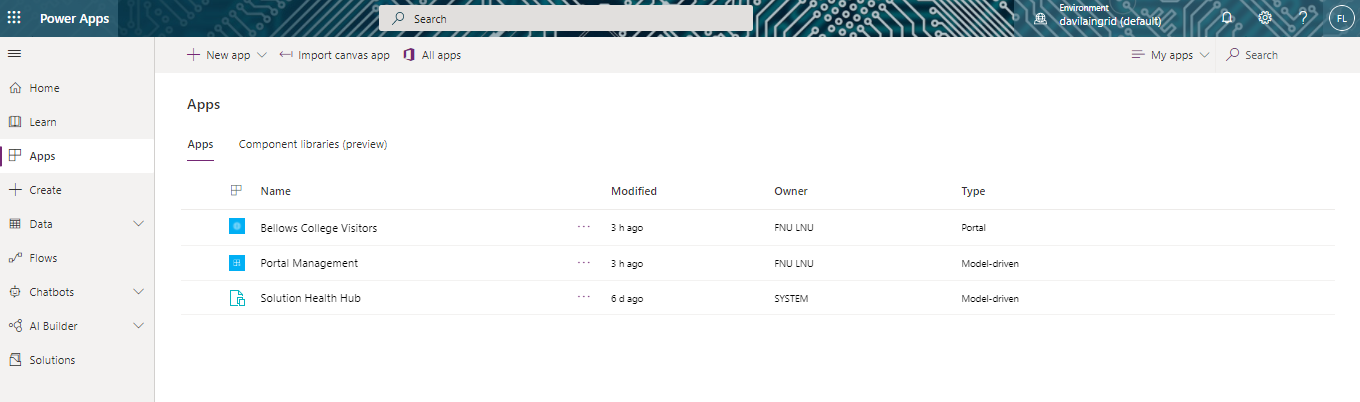 Power Apps
Search
Environment
davilaingrid (default)
?
FL
New app
Import canvas app
All apps
My apps
Search
Home
Learn
Apps
Create
Data
Flows
Chatbots
AI Builder
Solutions
Apps
Apps Component libraries (preview)
Name Modified Owner Type
Bellows College Visitors ... 3 h ago FNU LNU Portal
Portal Management ... 3 h ago FNU LNU Model-driven
Solution Health Hub ... 6 d ago SYSTEM Model-driven